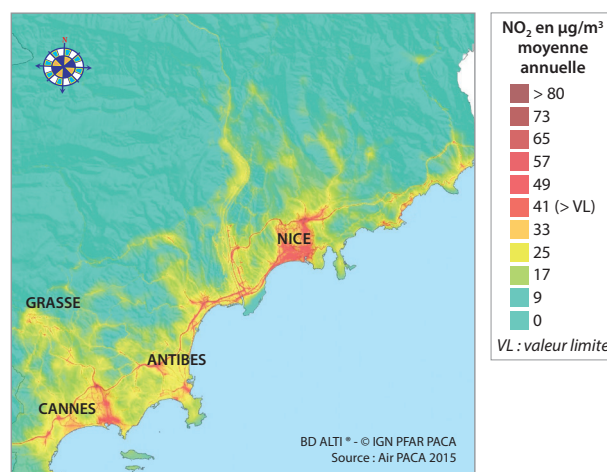 N
NICE
GRASSE
ANTIBES
CANNES
BD ALTI ® - © IGN PFAR PACA
Source : Air PACA 2015
NO₂ en µg/m³
moyenne
annuelle
> 80
73
65
57
49
41 (> VL)
33
25
17
9
0
VL : valeur limite